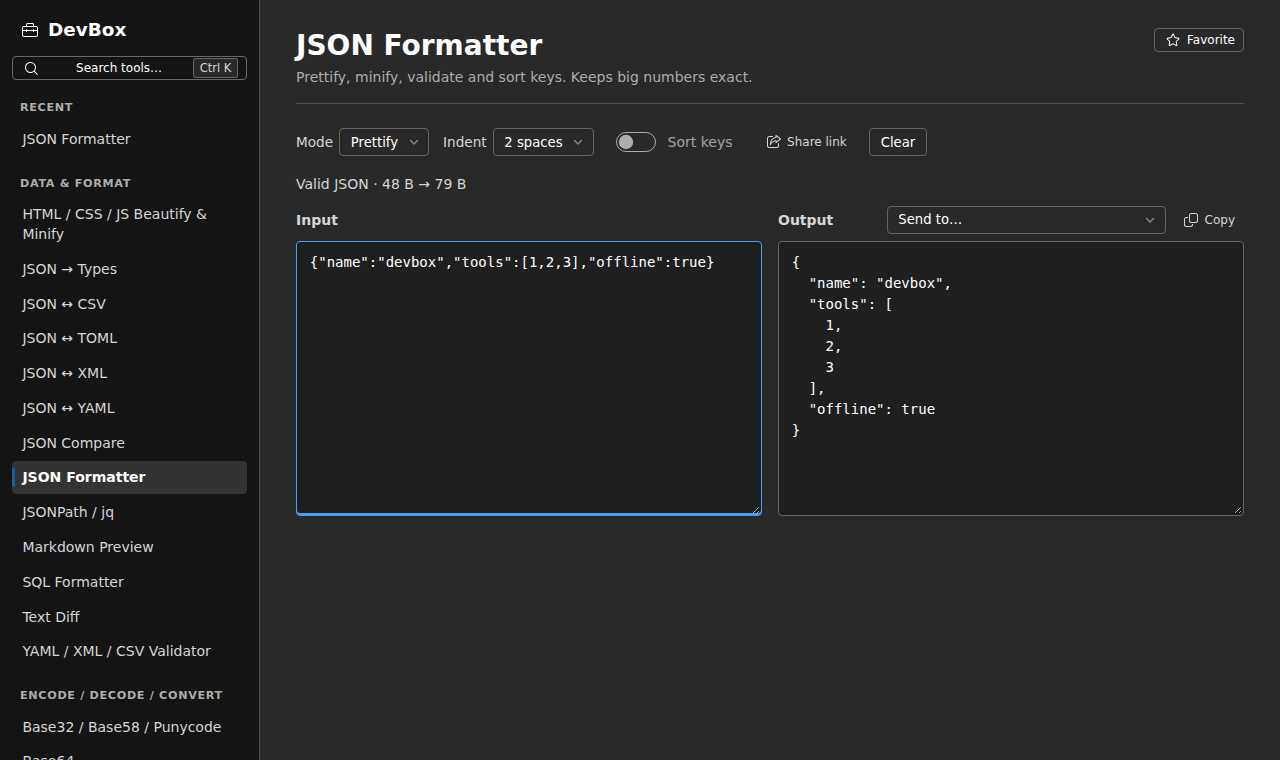 DevBox
Search tools... Ctrl K
RECENT
JSON Formatter
DATA & FORMAT
HTML / CSS / JS Beautify &
Minify
JSON → Types
JSON ↔ CSV
JSON ↔ TOML
JSON ↔ XML
JSON ↔ YAML
JSON Compare
JSON Formatter
JSONPath / jq
Markdown Preview
SQL Formatter
Text Diff
YAML / XML / CSV Validator
ENCODE / DECODE / CONVERT
Base32 / Base58 / Punycode
Base64
JSON Formatter
Favorite
Prettify, minify, validate and sort keys. Keeps big numbers exact.
Mode Prettify Indent 2 spaces Sort keys Share link Clear
Valid JSON · 48 B → 79 B
Input
{"name":"devbox","tools":[1,2,3],"offline":true}
Output Send to... Copy
{
  "name": "devbox",
  "tools": [
    1,
    2,
    3
  ],
  "offline": true
}